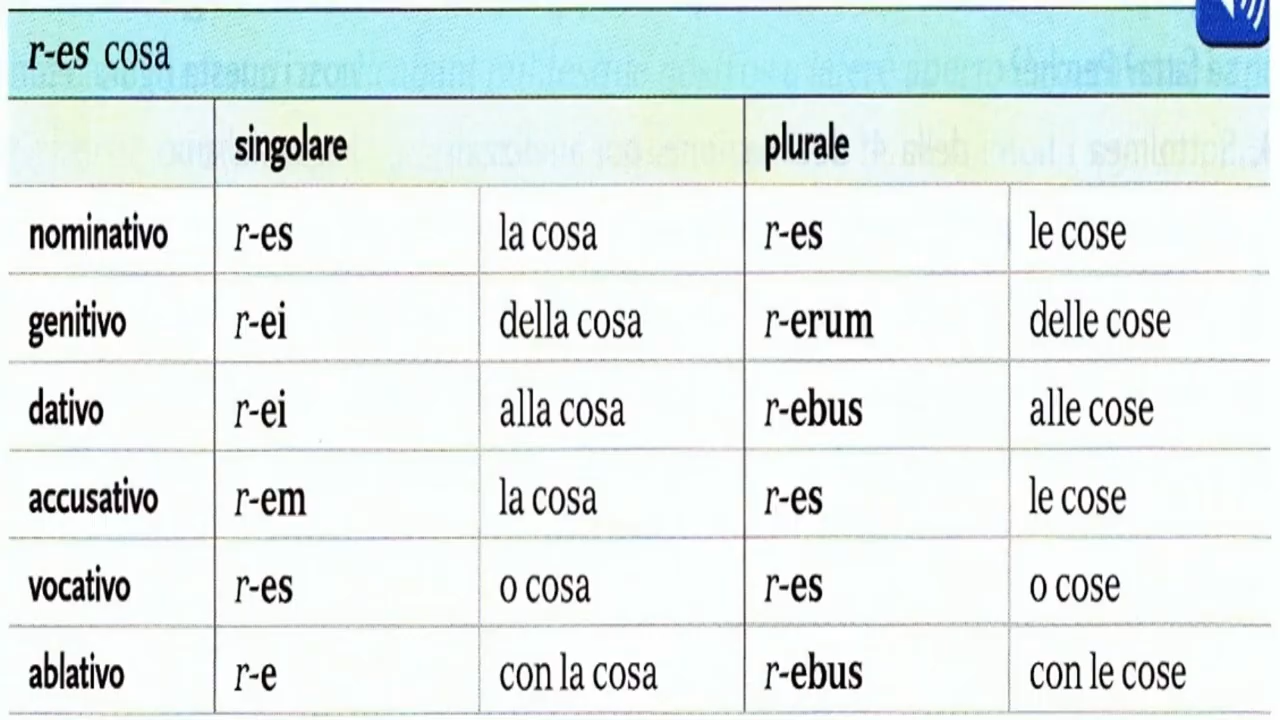 r-es cosa
singolare plurale
nominativo r-es la cosa r-es le cose
genitivo r-ei della cosa r-erum delle cose
dativo r-ei alla cosa r-ebus alle cose
accusativo r-em la cosa r-es le cose
vocativo r-es o cosa r-es o cose
ablativo r-e con la cosa r-ebus con le cose